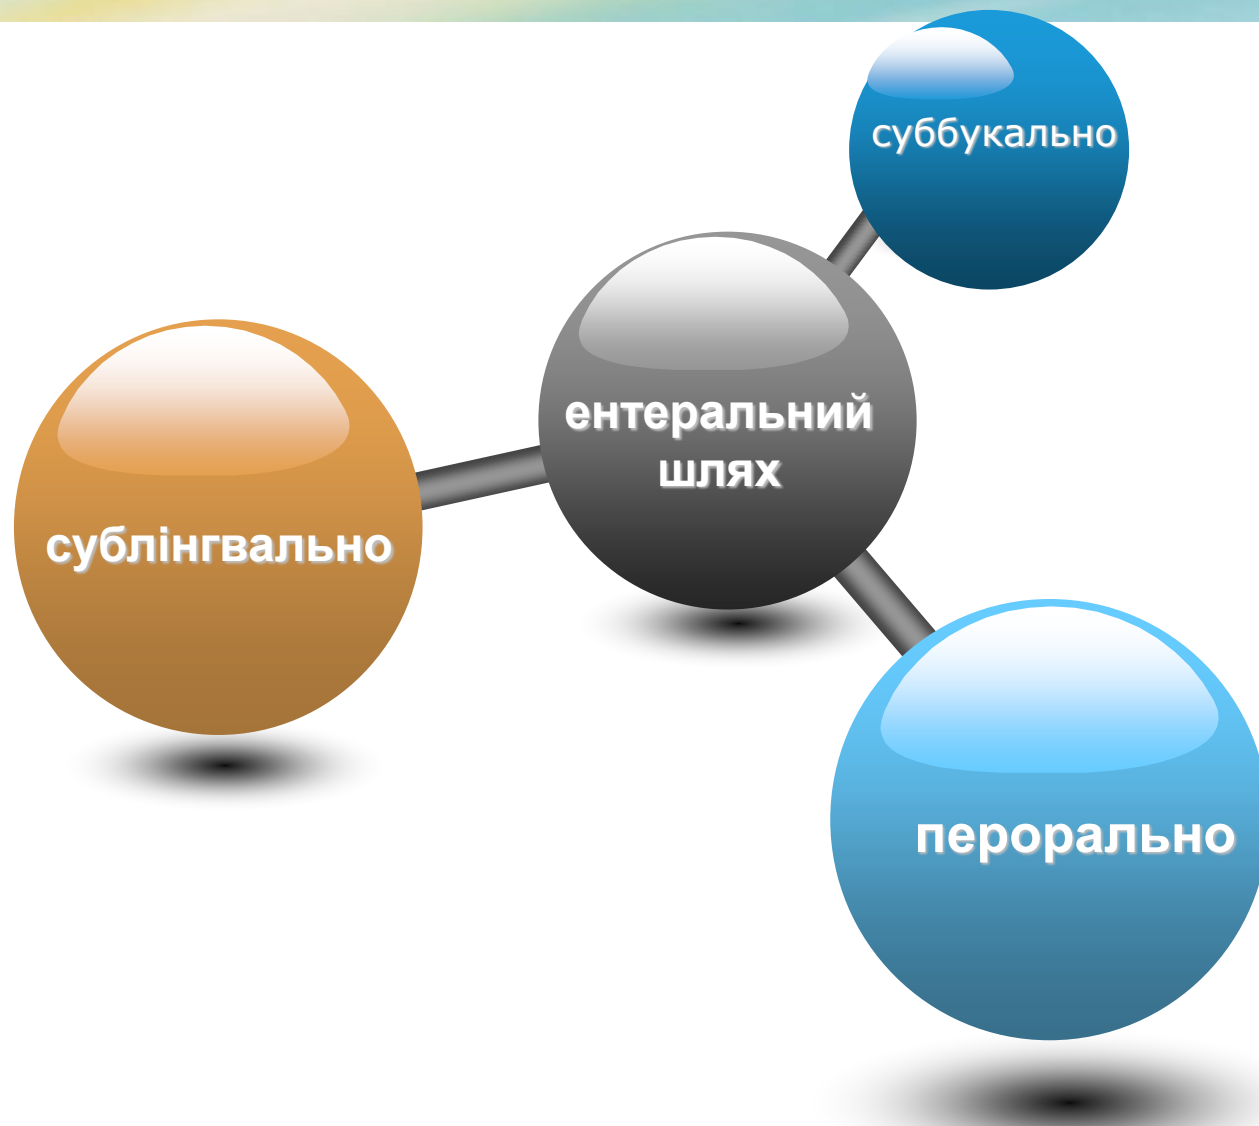 суббукально
ентеральний
шлях
сублінгвально
перорально